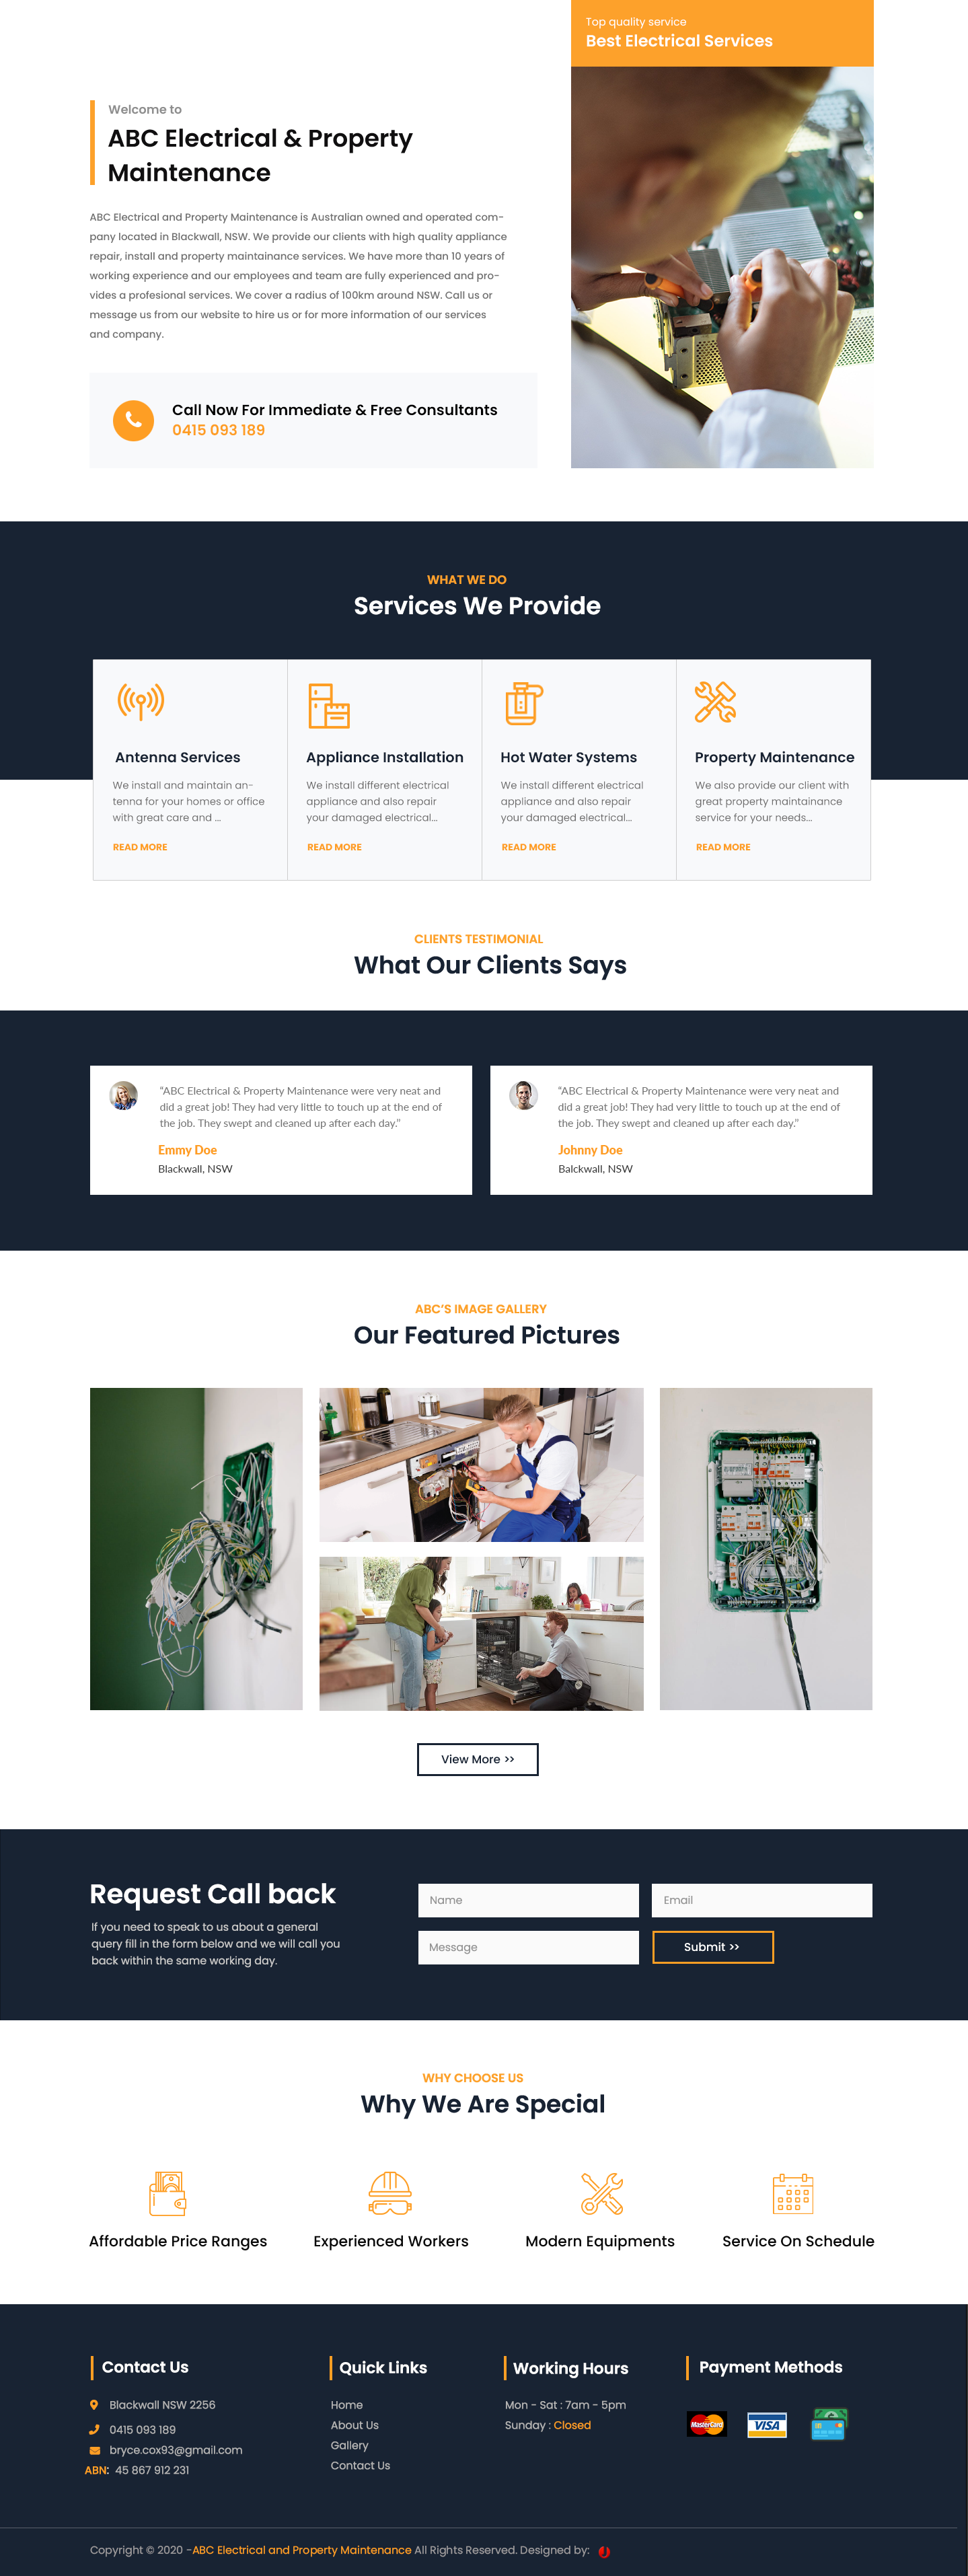 Top quality service
Best Electrical Services
Welcome to
ABC Electrical & Property
Maintenance
ABC Electrical and Property Maintenance is Australian owned and operated com-
pany located in Blackwall, NSW. We provide our clients with high quality appliance
repair, install and property maintainance services. We have more than 10 years of
working experience and our employees and team are fully experienced and pro-
vides a profesional services. We cover a radius of 100km around NSW. Call us or
message us from our website to hire us or for more information of our services
and company.
Call Now For Immediate & Free Consultants
0415 093 189
WHAT WE DO
Services We Provide
Antenna Services
We install and maintain an-
tenna for your homes or office
with great care and ...
READ MORE
Appliance Installation
We install different electrical
appliance and also repair
your damaged electrical...
READ MORE
Hot Water Systems
We install different electrical
appliance and also repair
your damaged electrical...
READ MORE
Property Maintenance
We also provide our client with
great property maintainance
service for your needs...
READ MORE
CLIENTS TESTIMONIAL
What Our Clients Says
“ABC Electrical & Property Maintenance were very neat and
did a great job! They had very little to touch up at the end of
the job. They swept and cleaned up after each day.”
Emmy Doe
Blackwall, NSW
“ABC Electrical & Property Maintenance were very neat and
did a great job! They had very little to touch up at the end of
the job. They swept and cleaned up after each day.”
Johnny Doe
Balckwall, NSW
ABC’S IMAGE GALLERY
Our Featured Pictures
View More >>
Request Call back
If you need to speak to us about a general
query fill in the form below and we will call you
back within the same working day.
Name
Email
Message
Submit >>
WHY CHOOSE US
Why We Are Special
Affordable Price Ranges
Experienced Workers
Modern Equipments
Service On Schedule
Contact Us
Blackwall NSW 2256
0415 093 189
bryce.cox93@gmail.com
ABN: 45 867 912 231
Quick Links
Home
About Us
Gallery
Contact Us
Working Hours
Mon - Sat : 7am - 5pm
Sunday : Closed
Payment Methods
MasterCard
VISA
Copyright © 2020 -ABC Electrical and Property Maintenance All Rights Reserved. Designed by: